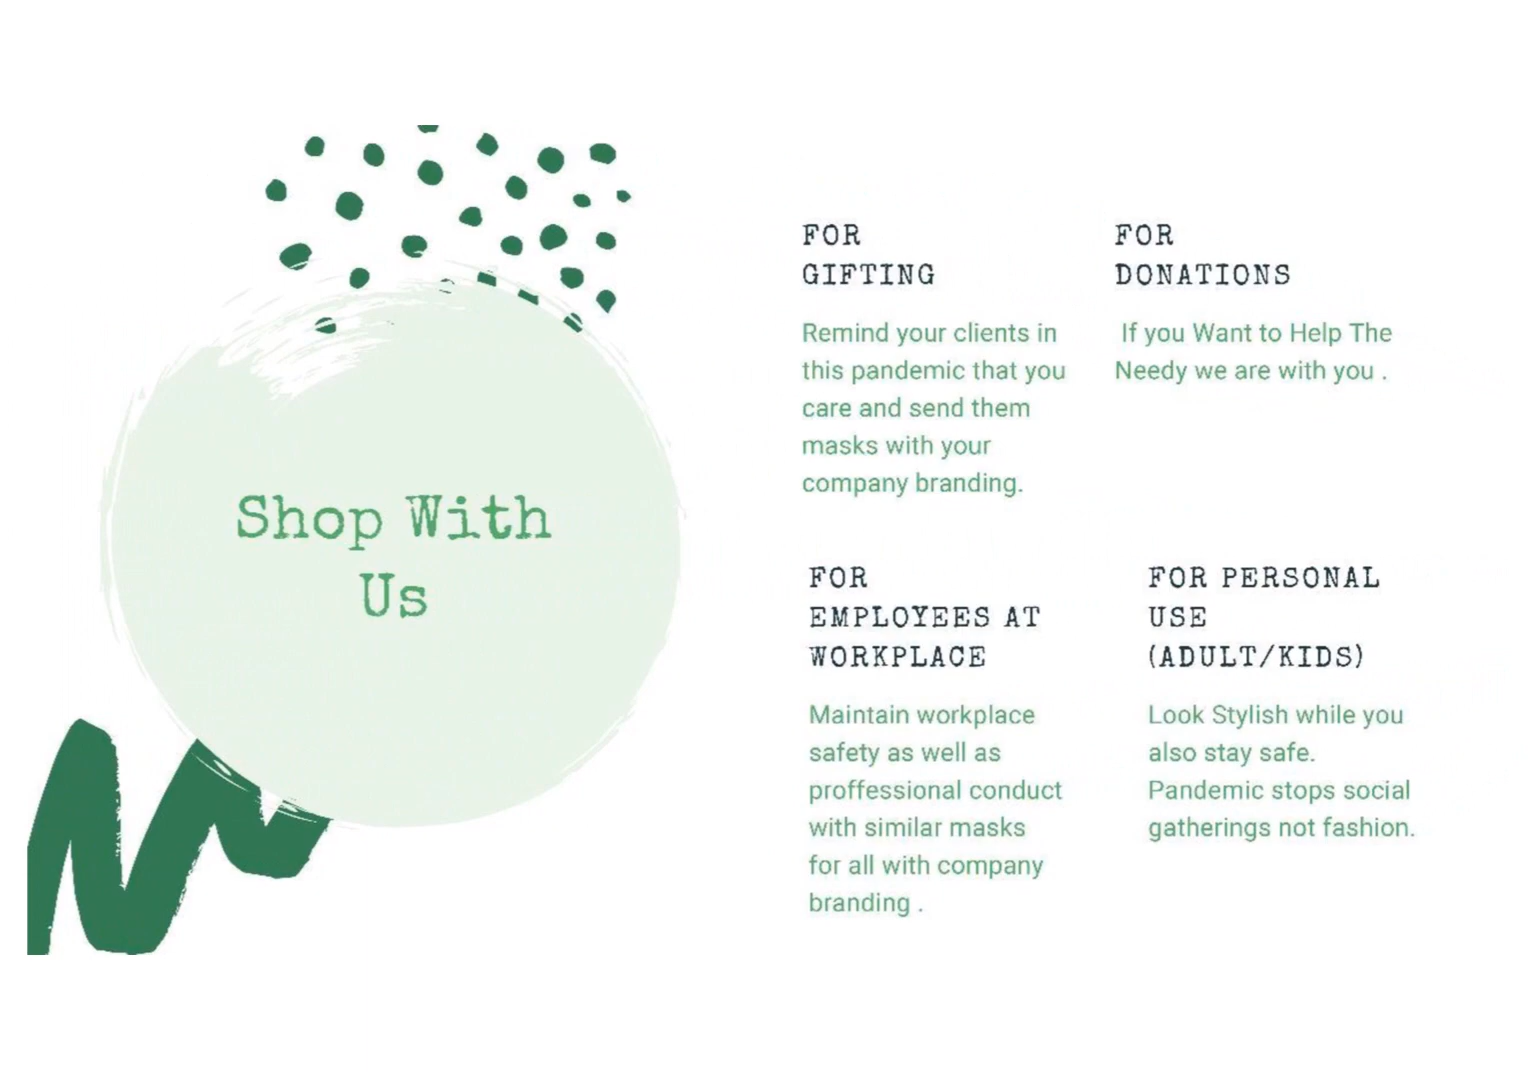 Shop With
Us
FOR
GIFTING
Remind your clients in
this pandemic that you
care and send them
masks with your
company branding.
FOR
DONATIONS
If you Want to Help The
Needy we are with you .
FOR
EMPLOYEES AT
WORKPLACE
Maintain workplace
safety as well as
proffessional conduct
with similar masks
for all with company
branding .
FOR PERSONAL
USE
(ADULT/KIDS)
Look Stylish while you
also stay safe.
Pandemic stops social
gatherings not fashion.